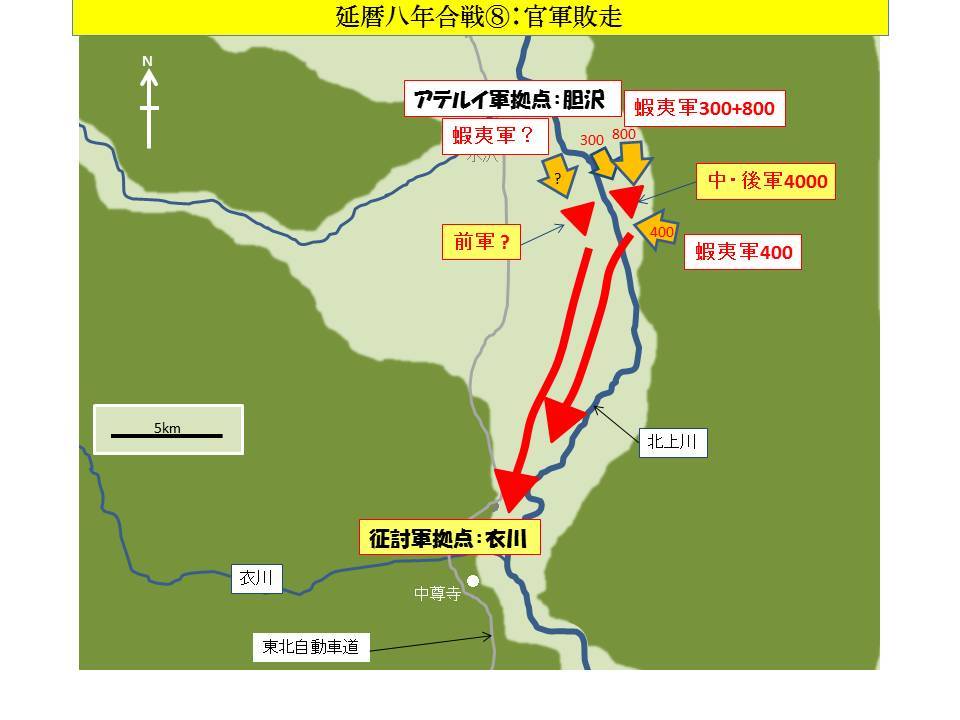 延暦八年合戦⑧：官軍敗走
N
アテルイ軍拠点：胆沢
蝦夷軍300+800
蝦夷軍？
300
800
?
中・後軍4000
前軍？
400
蝦夷軍400
5km
北上川
征討軍拠点：衣川
衣川
中尊寺
東北自動車道